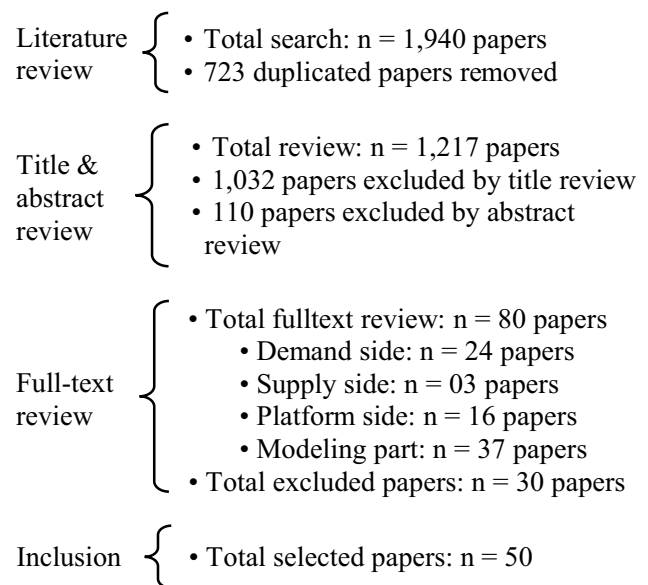 Literature
review
• Total search: n = 1,940 papers
• 723 duplicated papers removed
Title &
abstract
review
• Total review: n = 1,217 papers
• 1,032 papers excluded by title review
• 110 papers excluded by abstract
review
Full-text
review
• Total fulltext review: n = 80 papers
• Demand side: n = 24 papers
• Supply side: n = 03 papers
• Platform side: n = 16 papers
• Modeling part: n = 37 papers
• Total excluded papers: n = 30 papers
Inclusion
• Total selected papers: n = 50